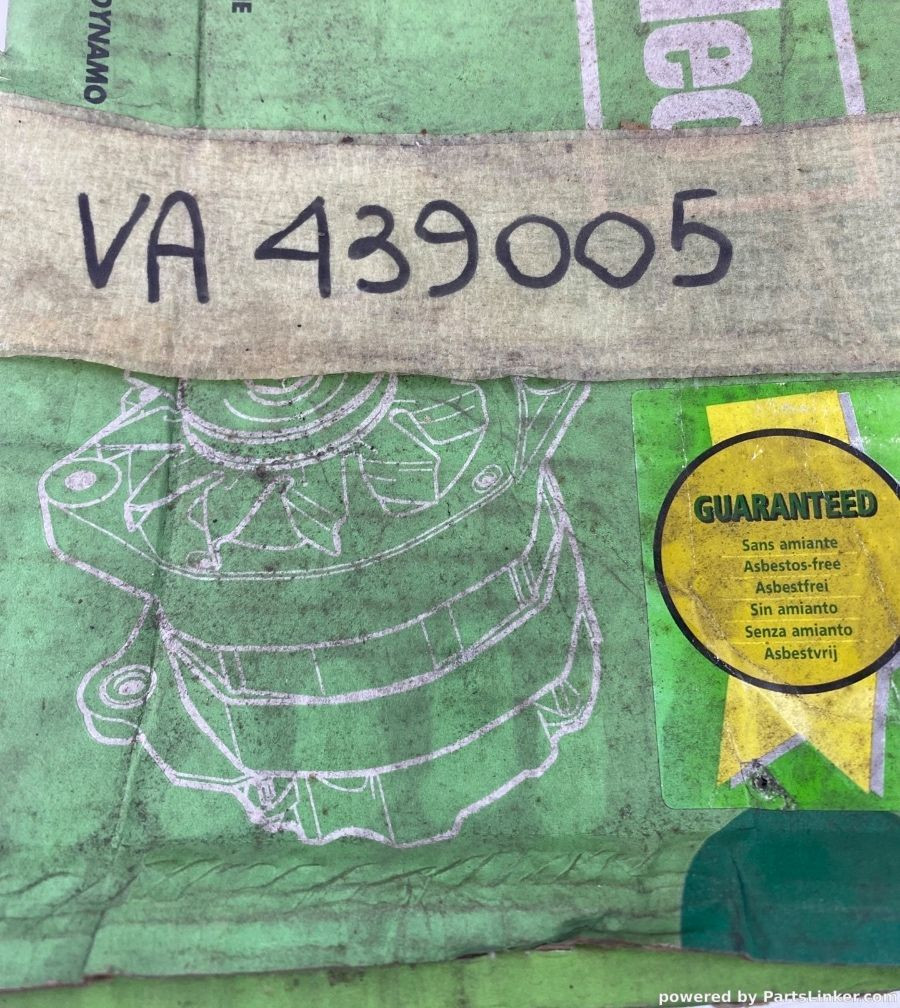 DYNAMO
VA 439005
GUARANTEED
Sans amiante
Asbestos-free
Asbestfrei
Sin amianto
Senza amianto
Asbestvrij
powered by PartsLinker.com